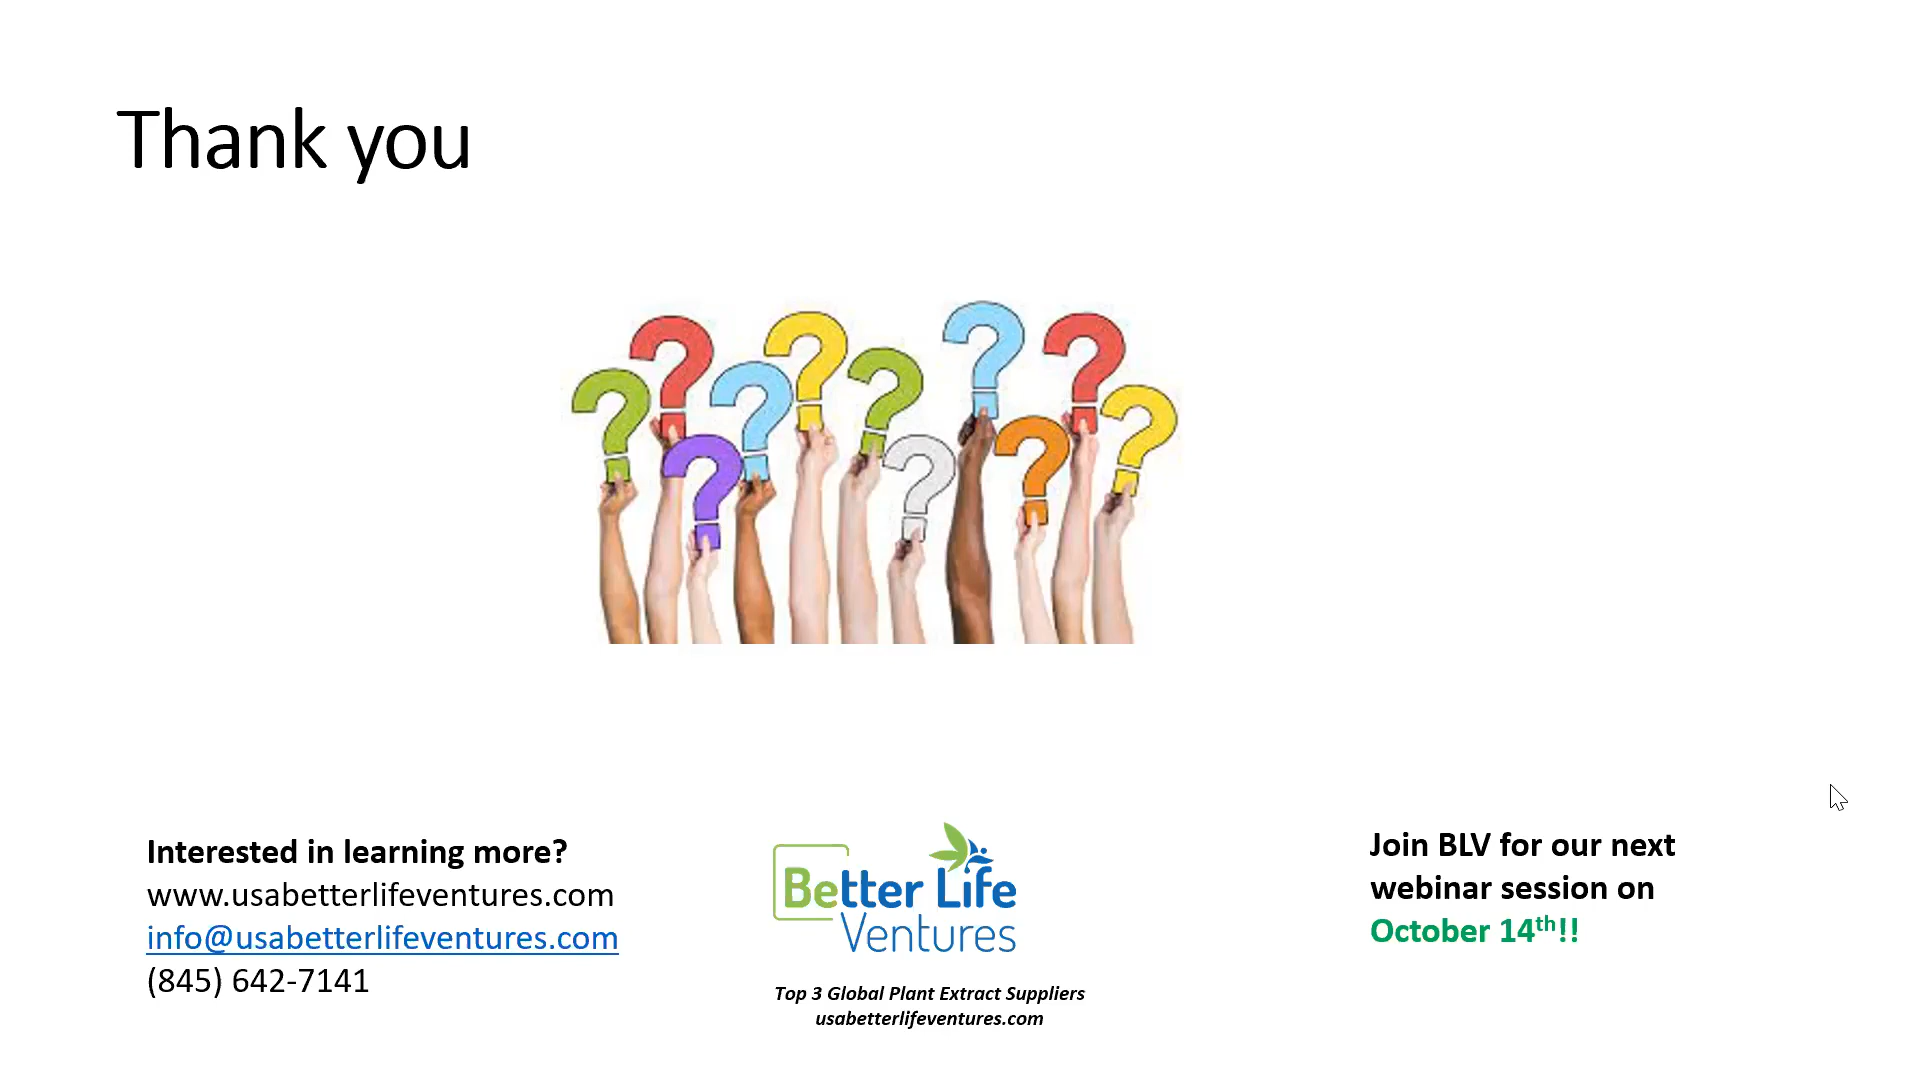 Thank you
Interested in learning more?
www.usabetterlifeventures.com
info@usabetterlifeventures.com
(845) 642-7141
Better Life
Ventures
Top 3 Global Plant Extract Suppliers
usabetterlifeventures.com
Join BLV for our next
webinar session on
October 14th!!